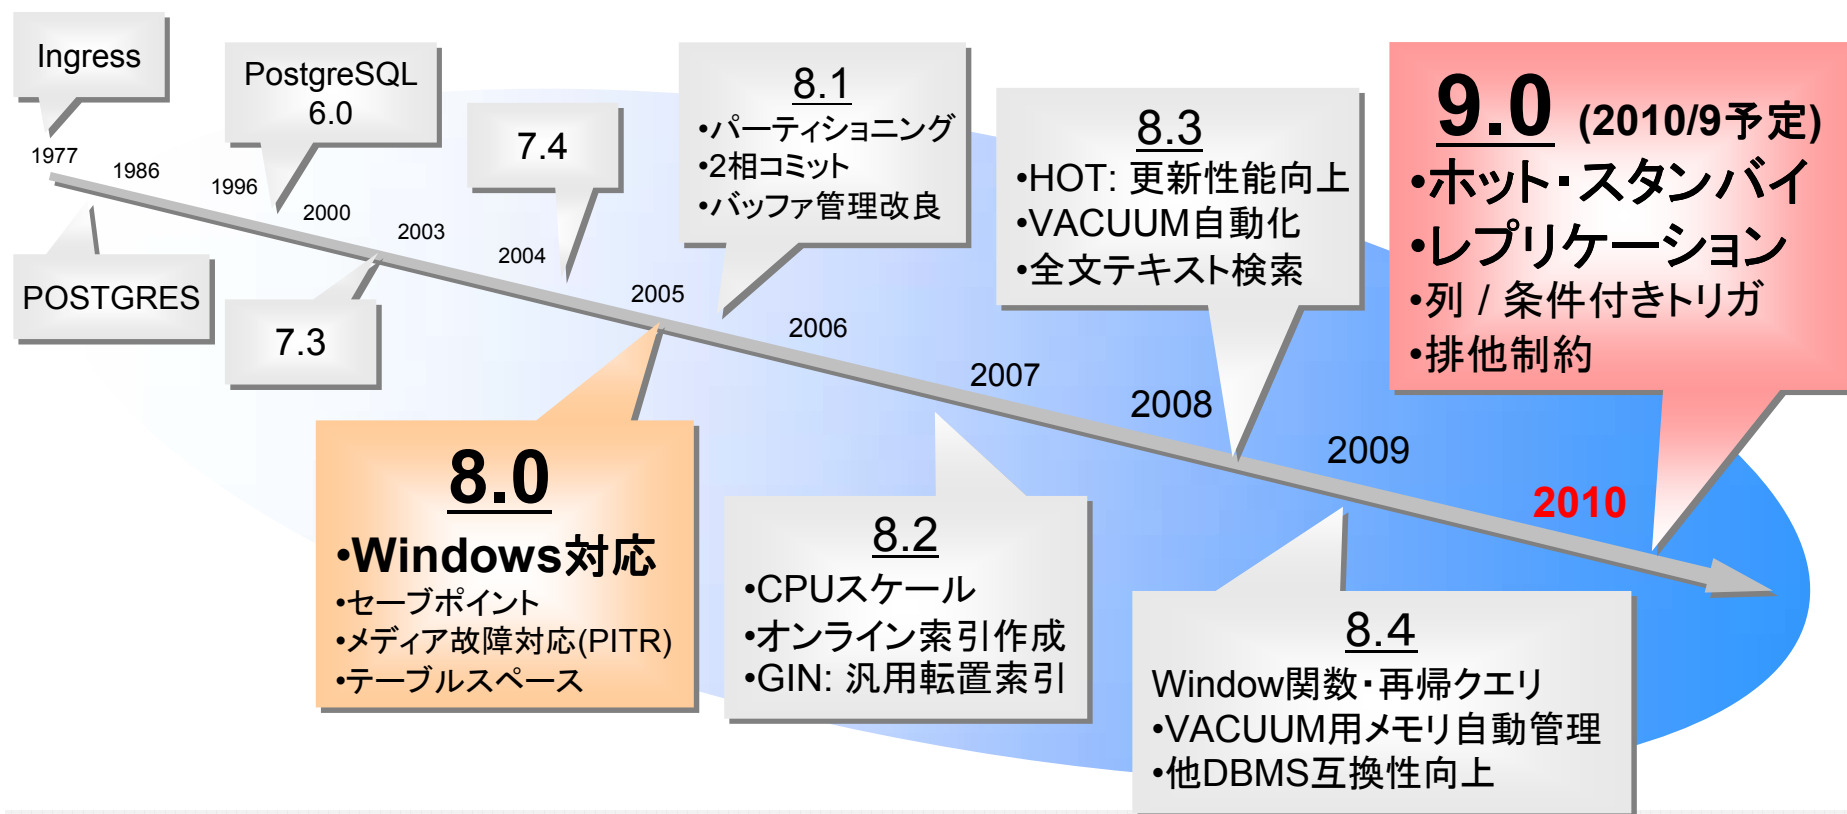 Ingress
1977
POSTGRES
1986
1996
PostgreSQL
6.0
2000
7.3
2003
7.4
2004
2005
8.0
•Windows対応
•セーブポイント
•メディア故障対応(PITR)
•テーブルスペース
8.1
•パーティショニング
•2相コミット
•バッファ管理改良
2006
8.2
•CPUスケール
•オンライン索引作成
•GIN: 汎用転置索引
2007
2008
8.3
•HOT: 更新性能向上
•VACUUM自動化
•全文テキスト検索
2009
8.4
Window関数・再帰クエリ
•VACUUM用メモリ自動管理
•他DBMS互換性向上
2010
9.0 (2010/9予定)
•ホット・スタンバイ
•レプリケーション
•列 / 条件付きトリガ
•排他制約